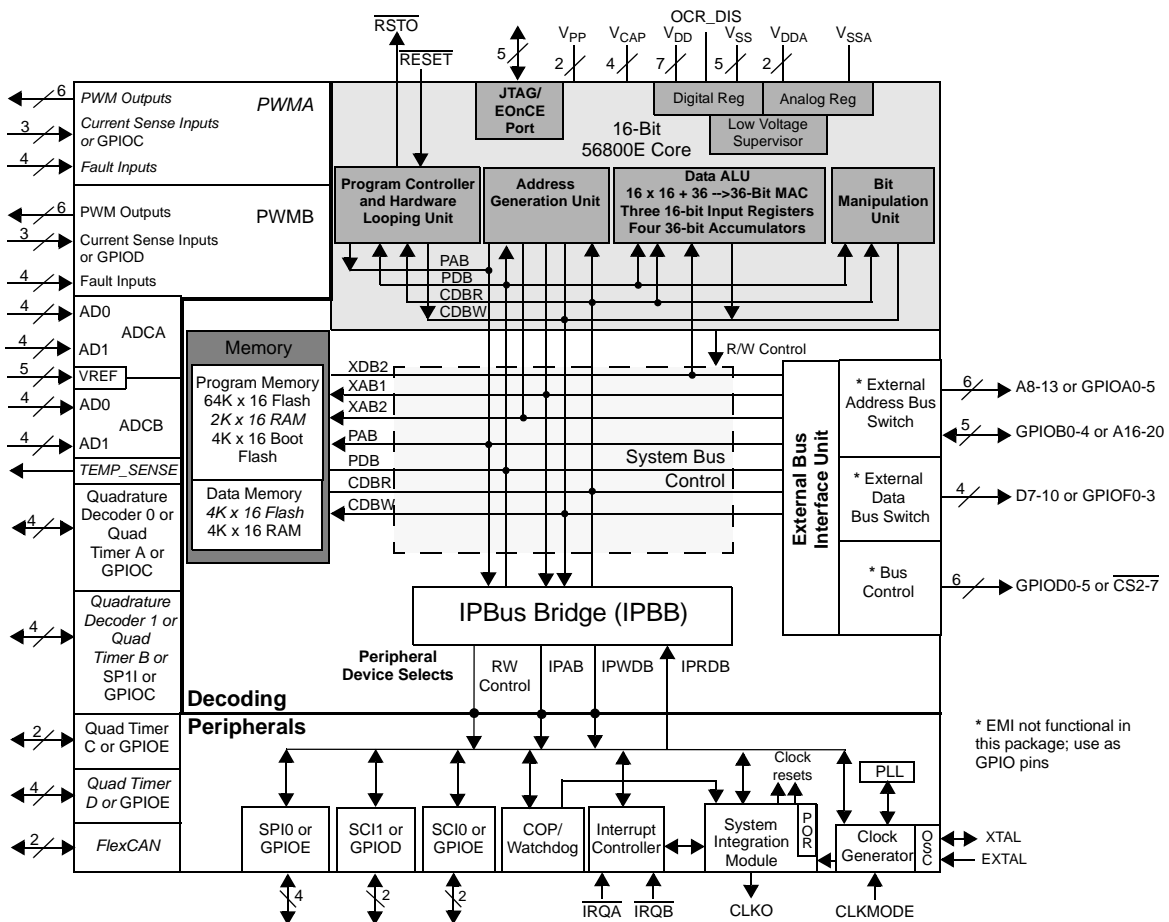 RSTO
RESET
5
VPP
2
VCAP
4
VDD
7
OCR_DIS
VSS
5
VDDA
2
VSSA
6
PWM Outputs
PWMA
3
Current Sense Inputs
or GPIOC
4
Fault Inputs
6
PWM Outputs
PWMB
3
Current Sense Inputs
or GPIOD
4
Fault Inputs
4
AD0
ADCA
4
AD1
5
VREF
4
AD0
ADCB
4
AD1
TEMP_SENSE
4
Quadrature
Decoder 0 or
Quad
Timer A or
GPIOC
4
Quadrature
Decoder 1 or
Quad
Timer B or
SP1I or
GPIOC
2
Quad Timer
C or GPIOE
4
Quad Timer
D or GPIOE
2
FlexCAN
JTAG/
EOnCE
Port
Digital Reg
Analog Reg
Low Voltage
Supervisor
16-Bit
56800E Core
Program Controller
and Hardware
Looping Unit
Address
Generation Unit
Data ALU
16 x 16 + 36 -->36-Bit MAC
Three 16-bit Input Registers
Four 36-bit Accumulators
Bit
Manipulation
Unit
PAB
PDB
CDBR
CDBW
Memory
Program Memory
64K x 16 Flash
2K x 16 RAM
4K x 16 Boot
Flash
Data Memory
4K x 16 Flash
4K x 16 RAM
XDB2
XAB1
XAB2
PAB
PDB
CDBR
CDBW
R/W Control
System Bus
Control
External Bus
Interface Unit
* External
Address Bus
Switch
* External
Data
Bus Switch
* Bus
Control
6
A8-13 or GPIOA0-5
5
GPIOB0-4 or A16-20
4
D7-10 or GPIOF0-3
6
GPIOD0-5 or CS2-7
IPBus Bridge (IPBB)
Peripheral
Device Selects
RW
Control
IPAB
IPWDB
IPRDB
Decoding
Peripherals
* EMI not functional in
this package; use as
GPIO pins
SPI0 or
GPIOE
SCI1 or
GPIOD
SCI0 or
GPIOE
COP/
Watchdog
Interrupt
Controller
System
Integration
Module
POR
Clock
resets
PLL
Clock
Generator
OSC
XTAL
EXTAL
4
2
2
IRQA
IRQB
CLKO
CLKMODE